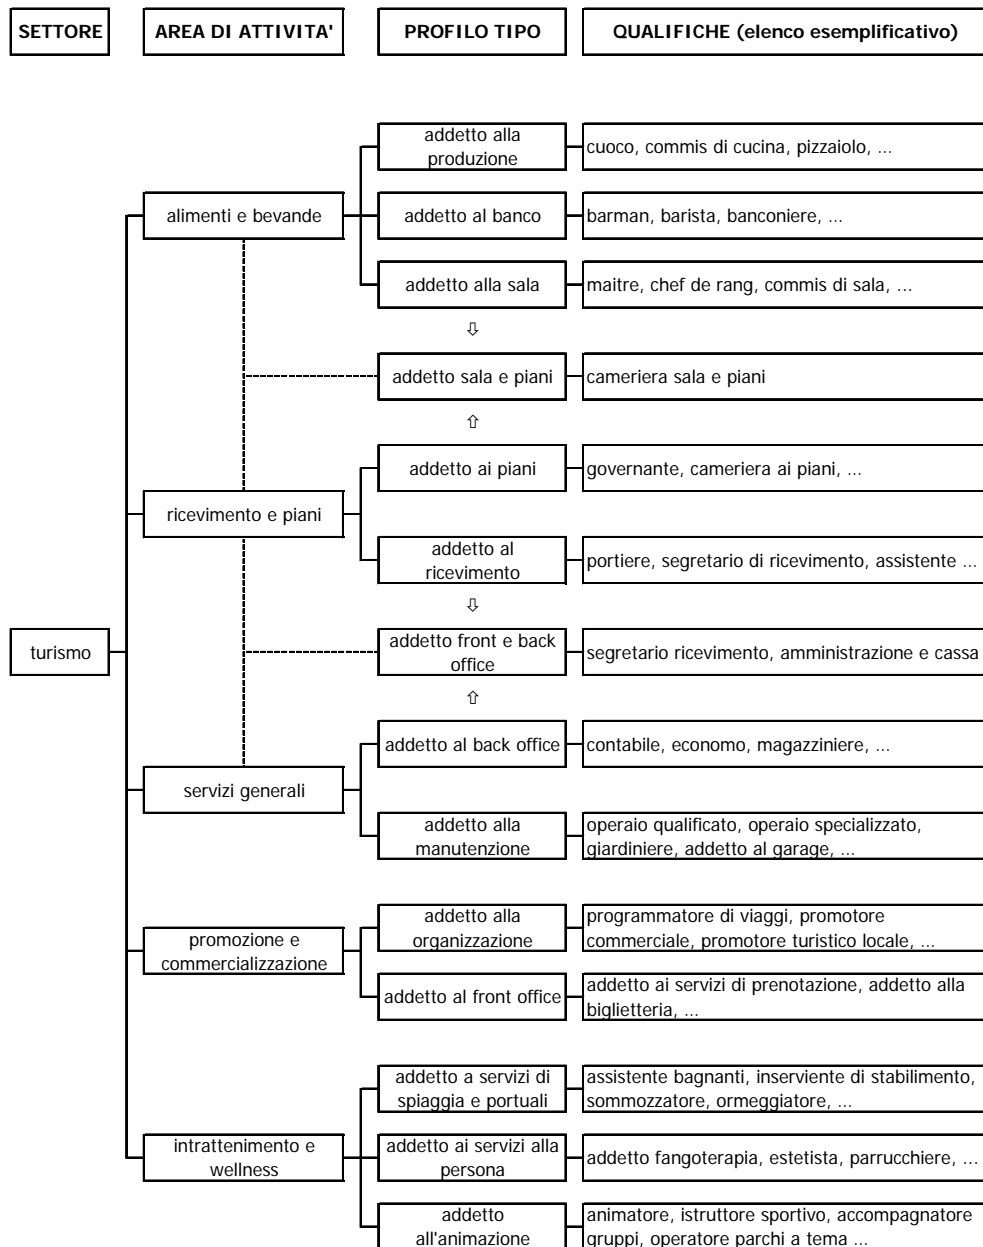 SETTORE
AREA DI ATTIVITA'
PROFILO TIPO
QUALIFICHE (elenco esemplificativo)
addetto alla
produzione
cuoco, commis di cucina, pizzaiolo, ...
alimenti e bevande
addetto al banco
barman, barista, banconiere, ...
addetto alla sala
maitre, chef de rang, commis di sala, ...
⇩
addetto sala e piani
cameriera sala e piani
⇧
addetto ai piani
governante, cameriera ai piani, ...
ricevimento e piani
addetto al
ricevimento
portiere, segretario di ricevimento, assistente ...
⇩
turismo
addetto front e back
office
segretario ricevimento, amministrazione e cassa
⇧
addetto al back office
contabile, economo, magazziniere, ...
servizi generali
addetto alla
manutenzione
operaio qualificato, operaio specializzato,
giardiniere, addetto al garage, ...
addetto alla
organizzazione
programmatore di viaggi, promotore
commerciale, promotore turistico locale, ...
promozione e
commercializzazione
addetto al front office
addetto ai servizi di prenotazione, addetto alla
biglietteria, ...
addetto a servizi di
spiaggia e portuali
assistente bagnanti, inserviente di stabilimento,
sommozzatore, ormeggiatore, ...
intrattenimento e
wellness
addetto ai servizi alla
persona
addetto fangoterapia, estetista, parrucchiere, ...
addetto
all'animazione
animatore, istruttore sportivo, accompagnatore
gruppi, operatore parchi a tema ...